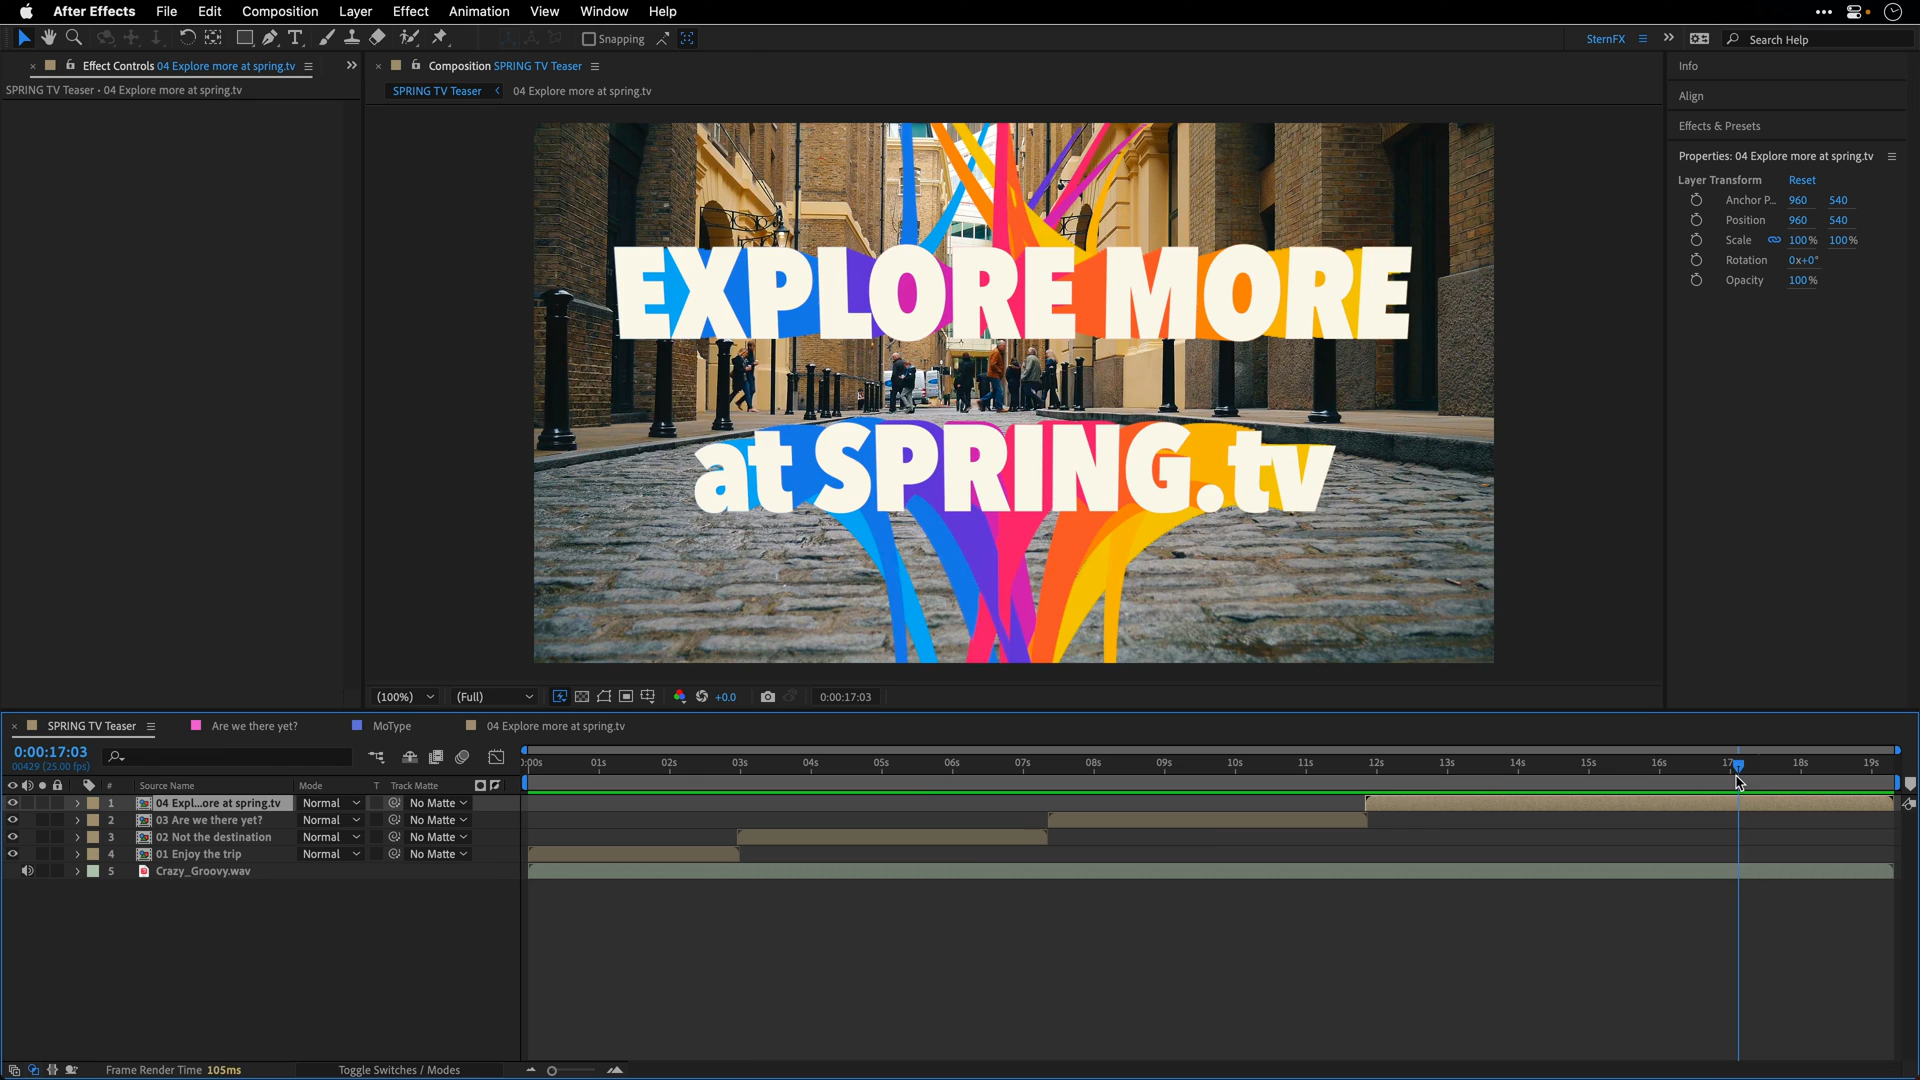 After Effects File Edit Composition Layer Effect Animation View Window Help
Snapping SternFX Search Help
Effect Controls 04 Explore more at spring.tv
SPRING TV Teaser • 04 Explore more at spring.tv
Composition SPRING TV Teaser
SPRING TV Teaser 04 Explore more at spring.tv
EXPLORE MORE
at SPRING.tv
Info
Align
Effects & Presets
Properties: 04 Explore more at spring.tv
Layer Transform Reset
Anchor P... 960 540
Position 960 540
Scale 100% 100%
Rotation 0x+0°
Opacity 100%
(100%) (Full) +0.0 0:00:17:03
SPRING TV Teaser Are we there yet? MoType 04 Explore more at spring.tv
0:00:17:03
00429 (25.00 fps)
:00s 01s 02s 03s 04s 05s 06s 07s 08s 09s 10s 11s 12s 13s 14s 15s 16s 17s 18s 19s
# Source Name Mode T Track Matte
1 04 Expl...ore at spring.tv Normal No Matte
2 03 Are we there yet? Normal No Matte
3 02 Not the destination Normal No Matte
4 01 Enjoy the trip Normal No Matte
5 Crazy_Groovy.wav
Frame Render Time 105ms Toggle Switches / Modes